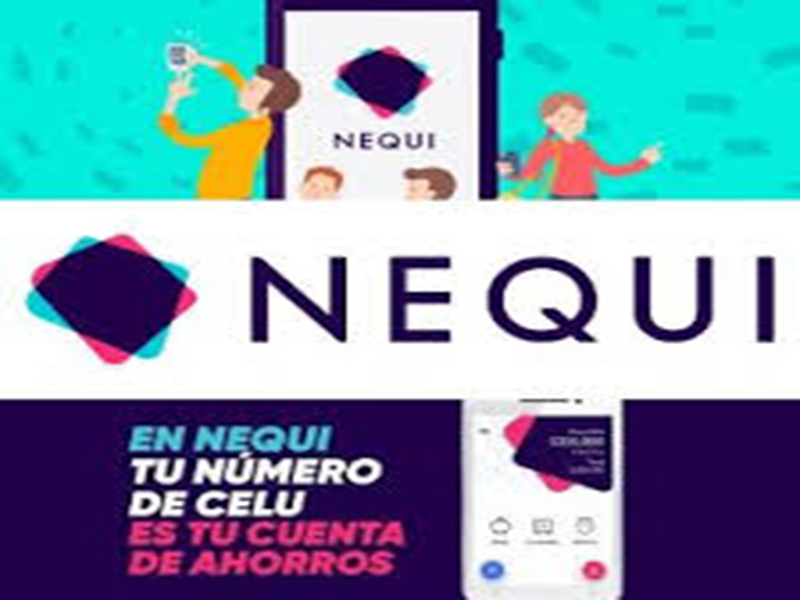 NEQUI
NEQUI
EN NEQUI
TU NÚMERO
DE CELU
ES TU CUENTA
DE AHORROS